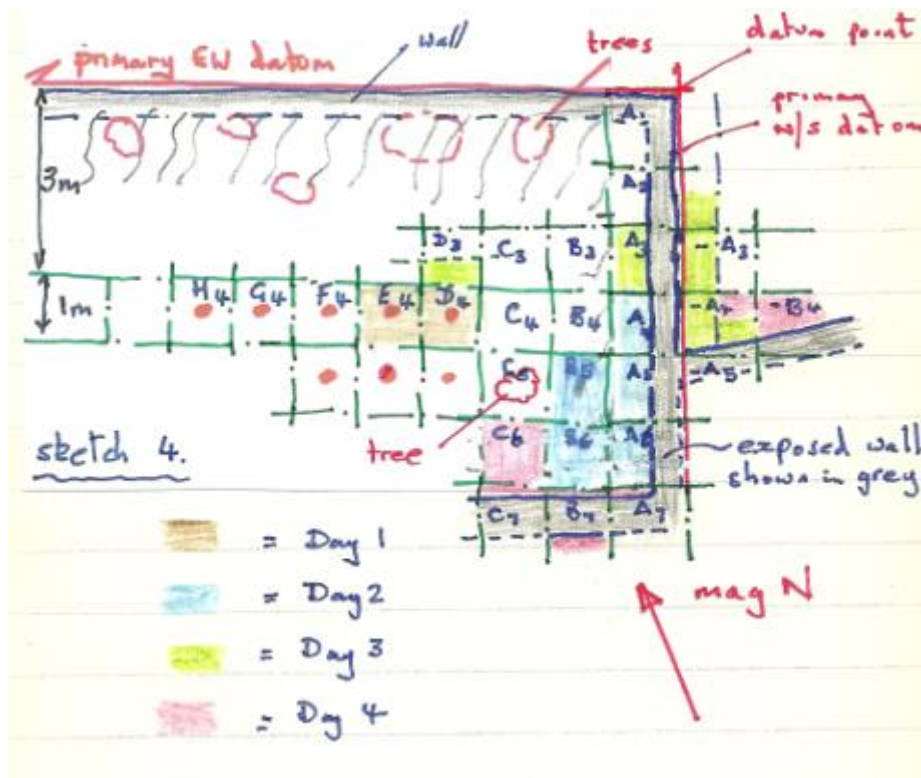 wall
trees
datum point
primary EW datum
primary
N/S datum
A1
3m
A2
D3 C3 B3 A3 -A3
1m
H4 G4 F4 E4 D4 C4 B4 A4 -A4 -B4
C5 B5 A5 -A5
tree
C6 B6 A6
sketch 4.
exposed wall
shown in grey
C7 B7 A7
= Day 1
mag N
= Day 2
= Day 3
= Day 4